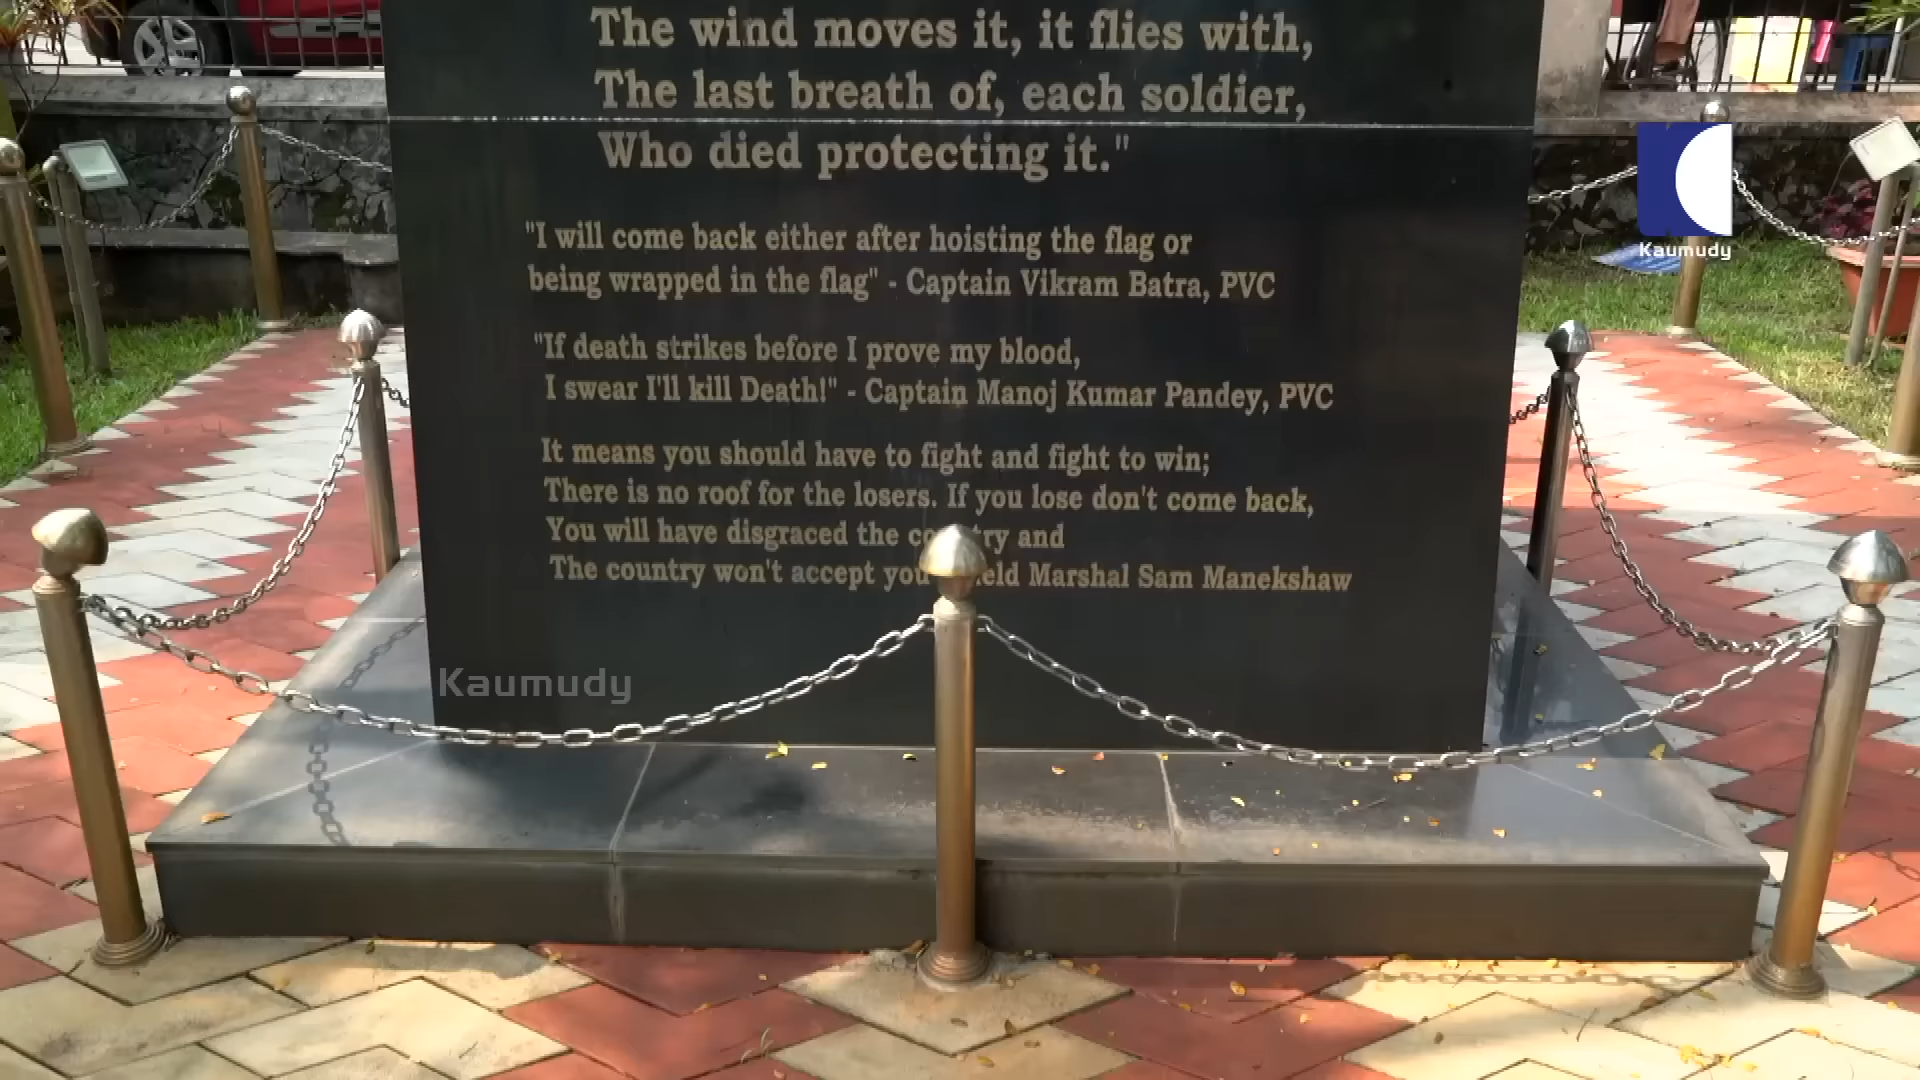 The wind moves it, it flies with,
The last breath of, each soldier,
Who died protecting it."
"I will come back either after hoisting the flag or
being wrapped in the flag" - Captain Vikram Batra, PVC
"If death strikes before I prove my blood,
I swear I'll kill Death!" - Captain Manoj Kumar Pandey, PVC
It means you should have to fight and fight to win;
There is no roof for the losers. If you lose don't come back,
You will have disgraced the and
The country won't accept you Marshal Sam Manekshaw
Kaumudy
Kaumudy